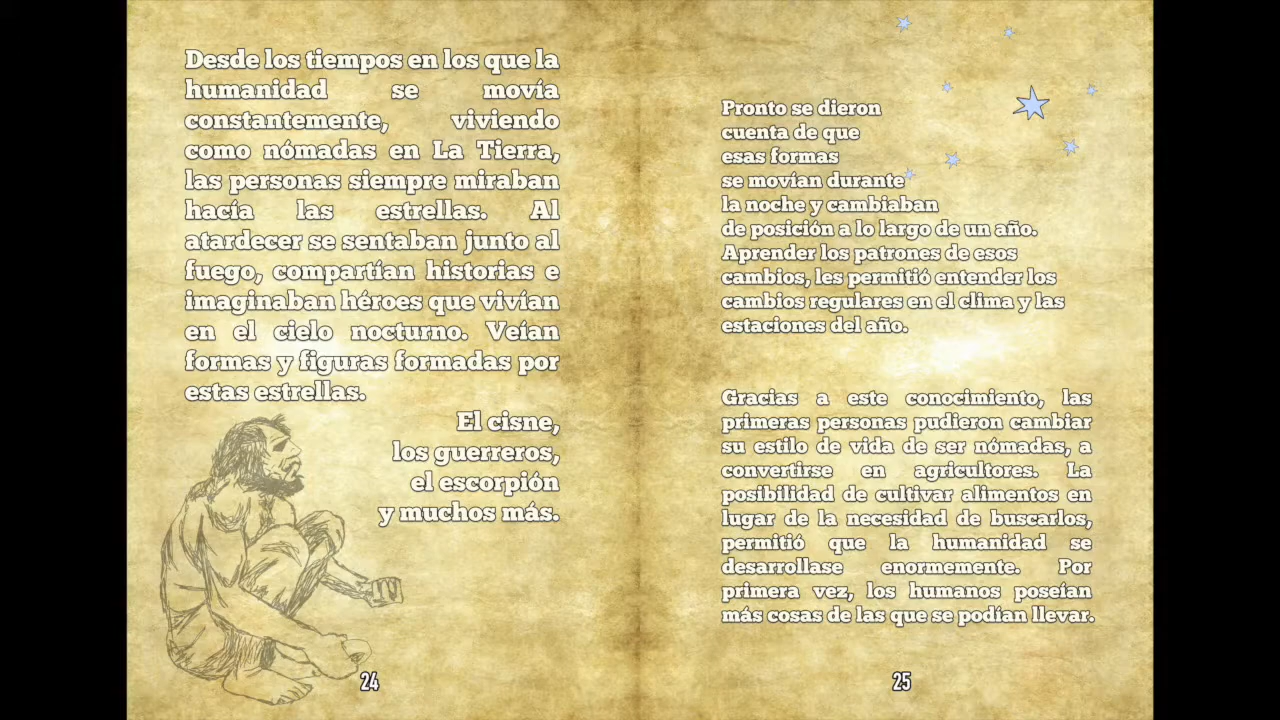 Desde los tiempos en los que la
humanidad se movía
constantemente, viviendo
como nómadas en La Tierra,
las personas siempre miraban
hacía las estrellas. Al
atardecer se sentaban junto al
fuego, compartían historias e
imaginaban héroes que vivían
en el cielo nocturno. Veían
formas y figuras formadas por
estas estrellas.
El cisne,
los guerreros,
el escorpión
y muchos más.
24
Pronto se dieron
cuenta de que
esas formas
se movían durante
la noche y cambiaban
de posición a lo largo de un año.
Aprender los patrones de esos
cambios, les permitió entender los
cambios regulares en el clima y las
estaciones del año.
Gracias a este conocimiento, las
primeras personas pudieron cambiar
su estilo de vida de ser nómadas, a
convertirse en agricultores. La
posibilidad de cultivar alimentos en
lugar de la necesidad de buscarlos,
permitió que la humanidad se
desarrollase enormemente. Por
primera vez, los humanos poseían
más cosas de las que se podían llevar.
25